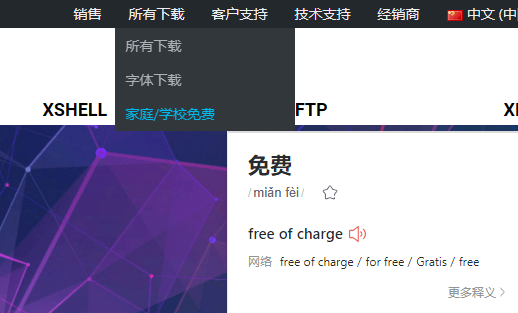 销售 所有下载 客户支持 技术支持 经销商 中文 (中
所有下载
字体下载
家庭/学校免费
XSHELL FTP X
免费
/ miǎn fèi /
free of charge
网络 free of charge / for free / Gratis / free
更多释义